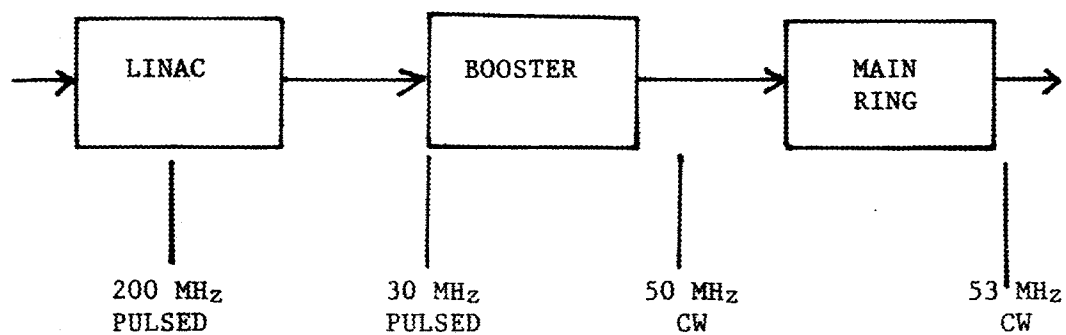 LINAC
BOOSTER
MAIN
RING
200 MHz
PULSED
30 MHz
PULSED
50 MHz
CW
53 MHz
CW